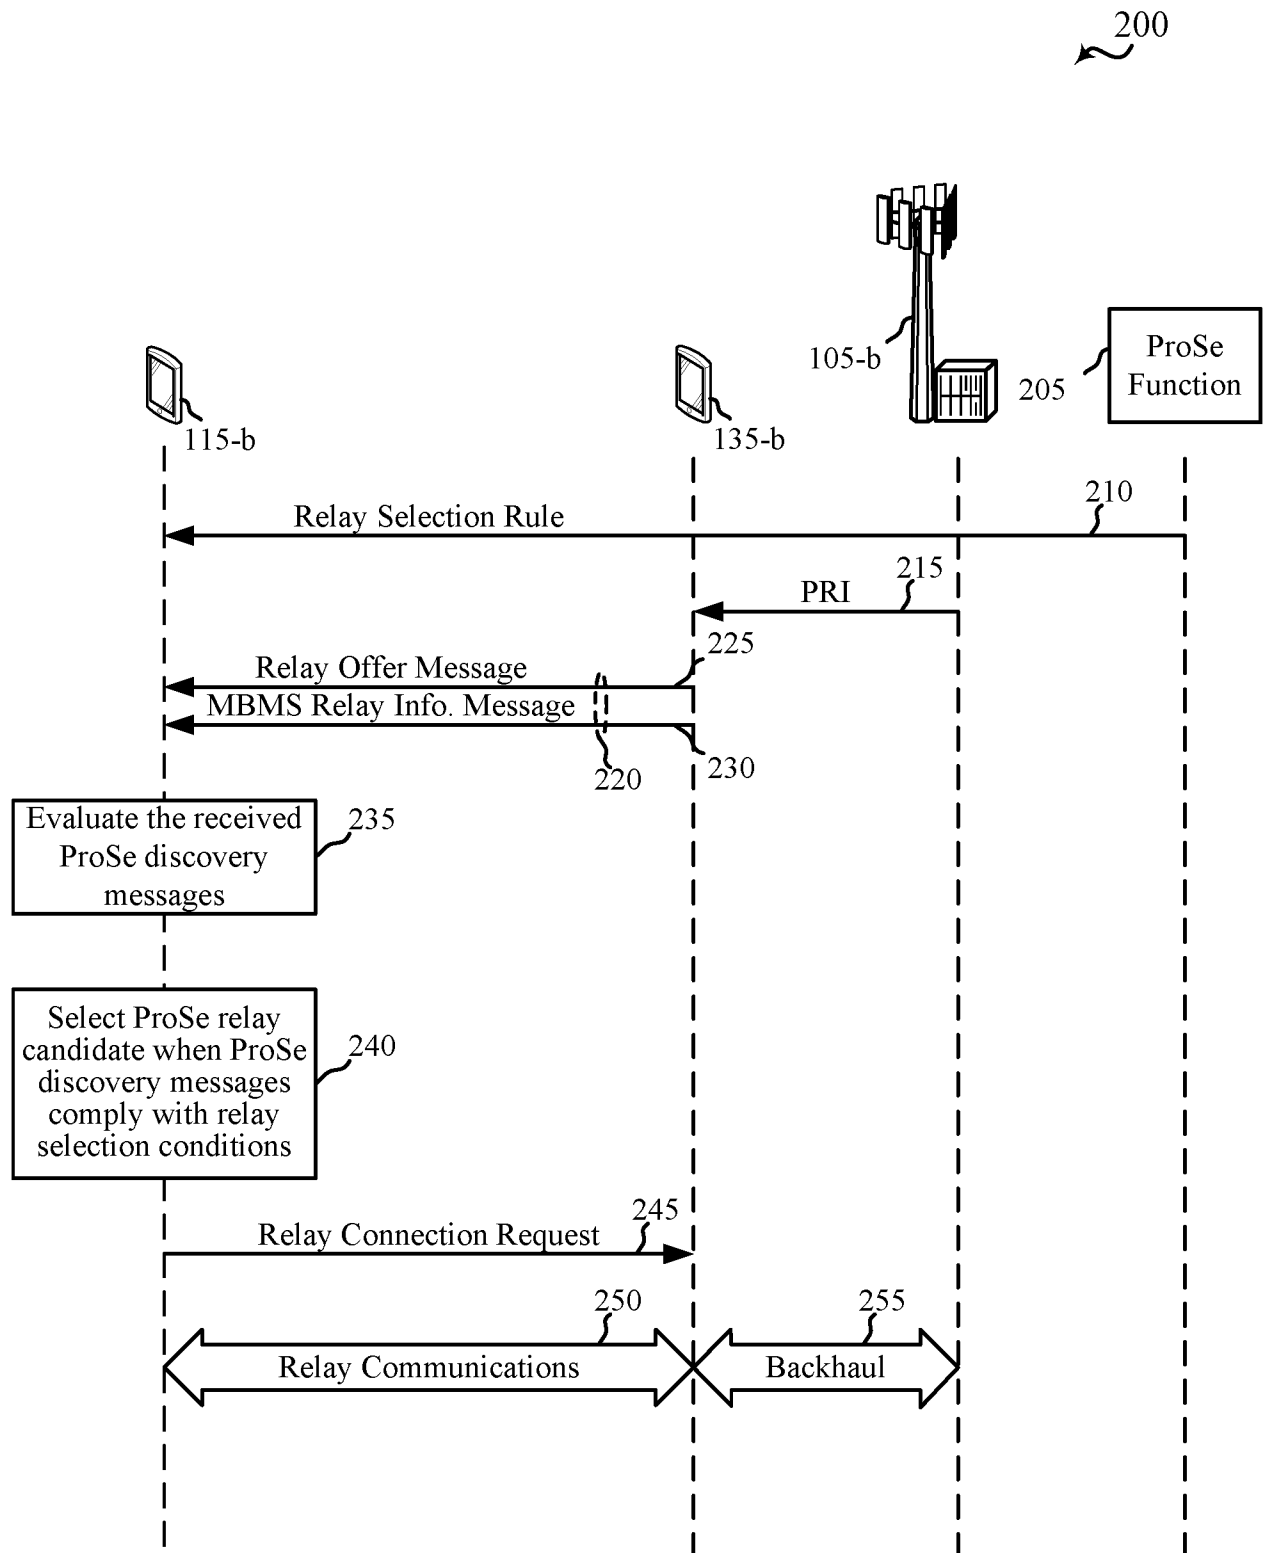 200
105-b
205
ProSe
Function
115-b
135-b
Relay Selection Rule
210
PRI
215
Relay Offer Message
225
MBMS Relay Info. Message
220
230
Evaluate the received
ProSe discovery
messages
235
Select ProSe relay
candidate when ProSe
discovery messages
comply with relay
selection conditions
240
Relay Connection Request
245
250
255
Relay Communications
Backhaul